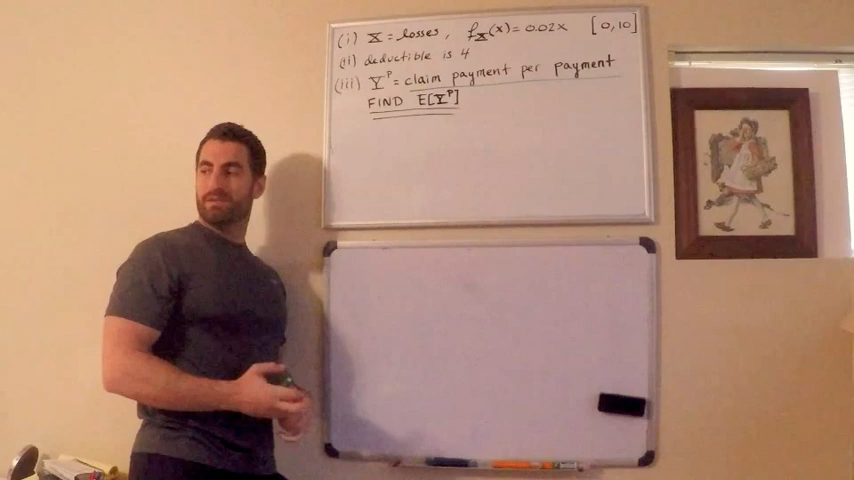 (i) X = losses, f_X(x) = 0.02x [0,10]
(ii) deductible is 4
(iii) Y^P = claim payment per payment
FIND E[Y^P]